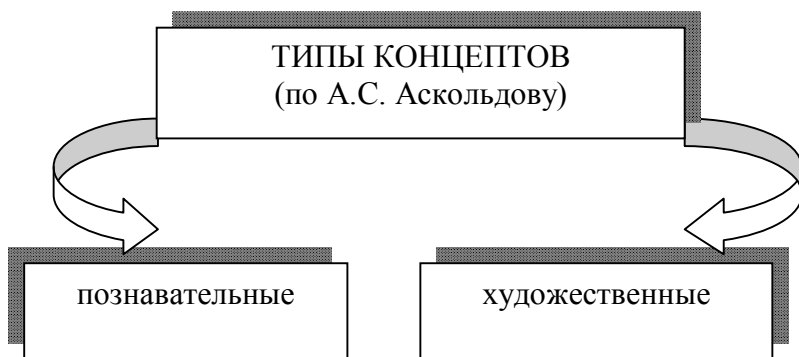 ТИПЫ КОНЦЕПТОВ
(по А.С. Аскольдову)
познавательные
художественные